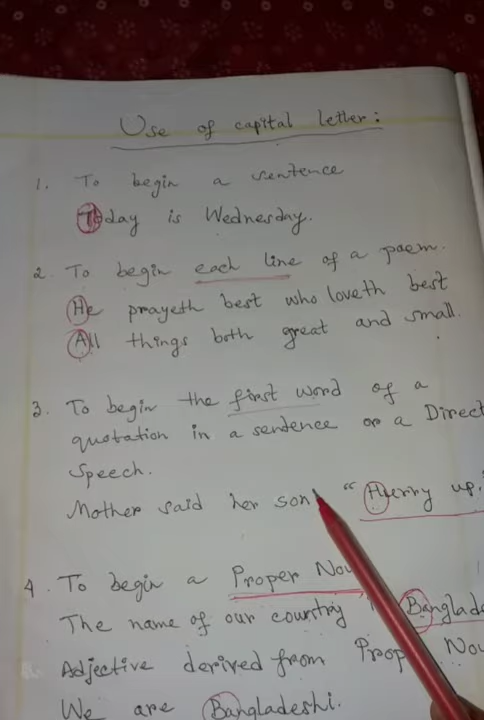 Use of capital letter:
1. To begin a sentence
Today is Wednesday.
2. To begin each line of a poem.
He prayeth best who loveth best
All things both great and small.
3. To begin the first word of a
quotation in a sentence or a Direct
Speech.
Mother said her son, "Hurry up."
4. To begin a Proper
The name of our country
Adjective derived from
We are Bangladeshi.